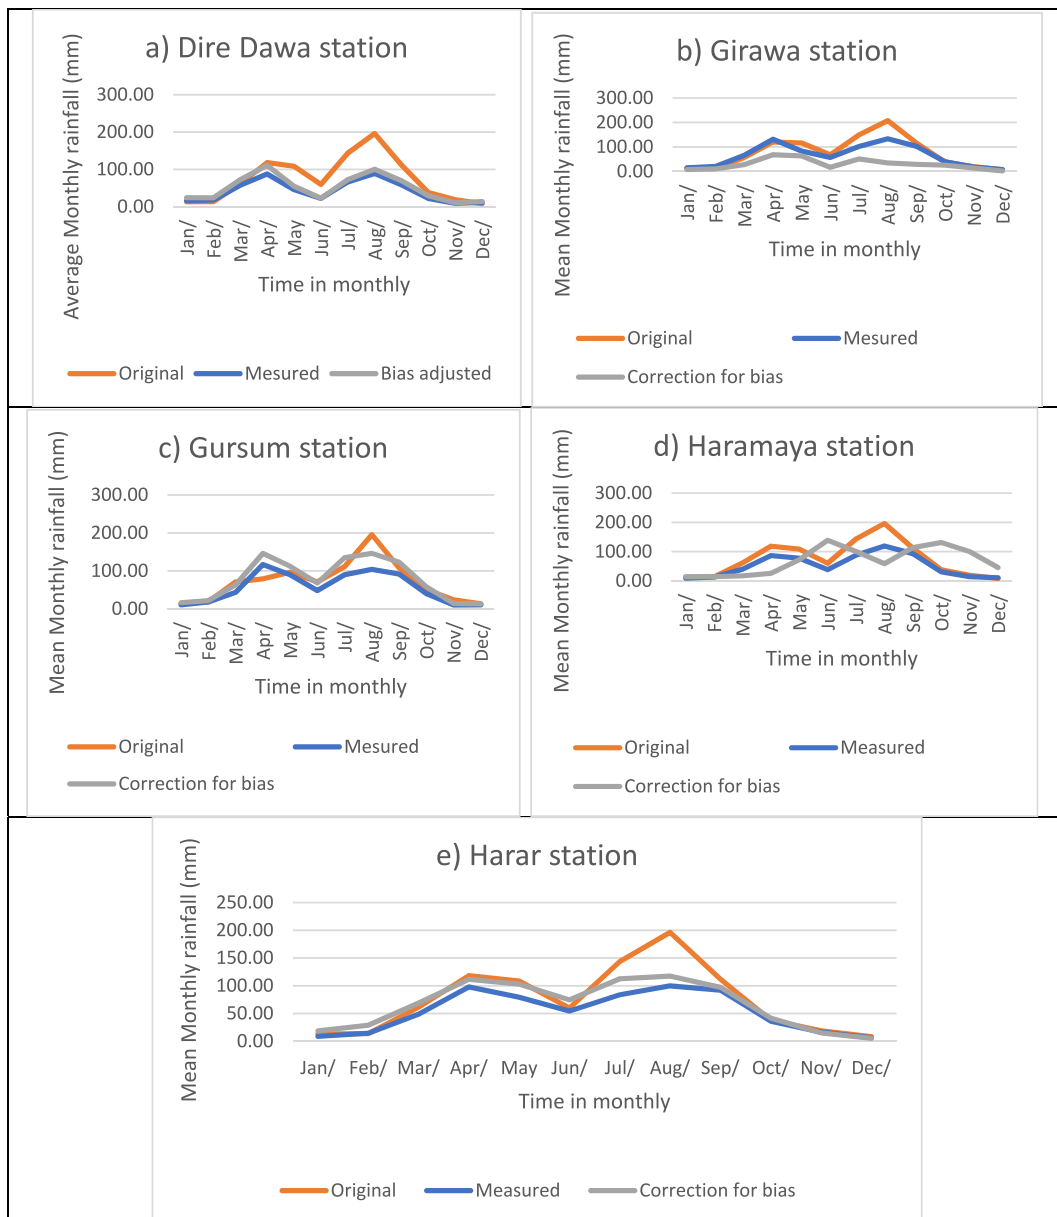 a) Dire Dawa station
Average Monthly rainfall (mm)
300.00
200.00
100.00
0.00
Jan/
Feb/
Mar/
Apr/
May
Jun/
Jul/
Aug/
Sep/
Oct/
Nov/
Dec/
Time in monthly
Original Mesured Bias adjusted
b) Girawa station
Mean Monthly rainfall (mm)
300.00
200.00
100.00
0.00
Jan/
Feb/
Mar/
Apr/
May
Jun/
Jul/
Aug/
Sep/
Oct/
Nov/
Dec/
Time in monthly
Original Mesured
Correction for bias
c) Gursum station
Mean Monthly rainfall (mm)
300.00
200.00
100.00
0.00
Jan/
Feb/
Mar/
Apr/
May
Jun/
Jul/
Aug/
Sep/
Oct/
Nov/
Dec/
Time in monthly
Original Mesured
Correction for bias
d) Haramaya station
Mean Monthly rainfall (mm)
300.00
200.00
100.00
0.00
Jan/
Feb/
Mar/
Apr/
May
Jun/
Jul/
Aug/
Sep/
Oct/
Nov/
Dec/
Time in monthly
Original Measured
Correction for bias
e) Harar station
Mean Monthly rainfall (mm)
250.00
200.00
150.00
100.00
50.00
0.00
Jan/ Feb/ Mar/ Apr/ May Jun/ Jul/ Aug/ Sep/ Oct/ Nov/ Dec/
Time in monthly
Original Measured Correction for bias